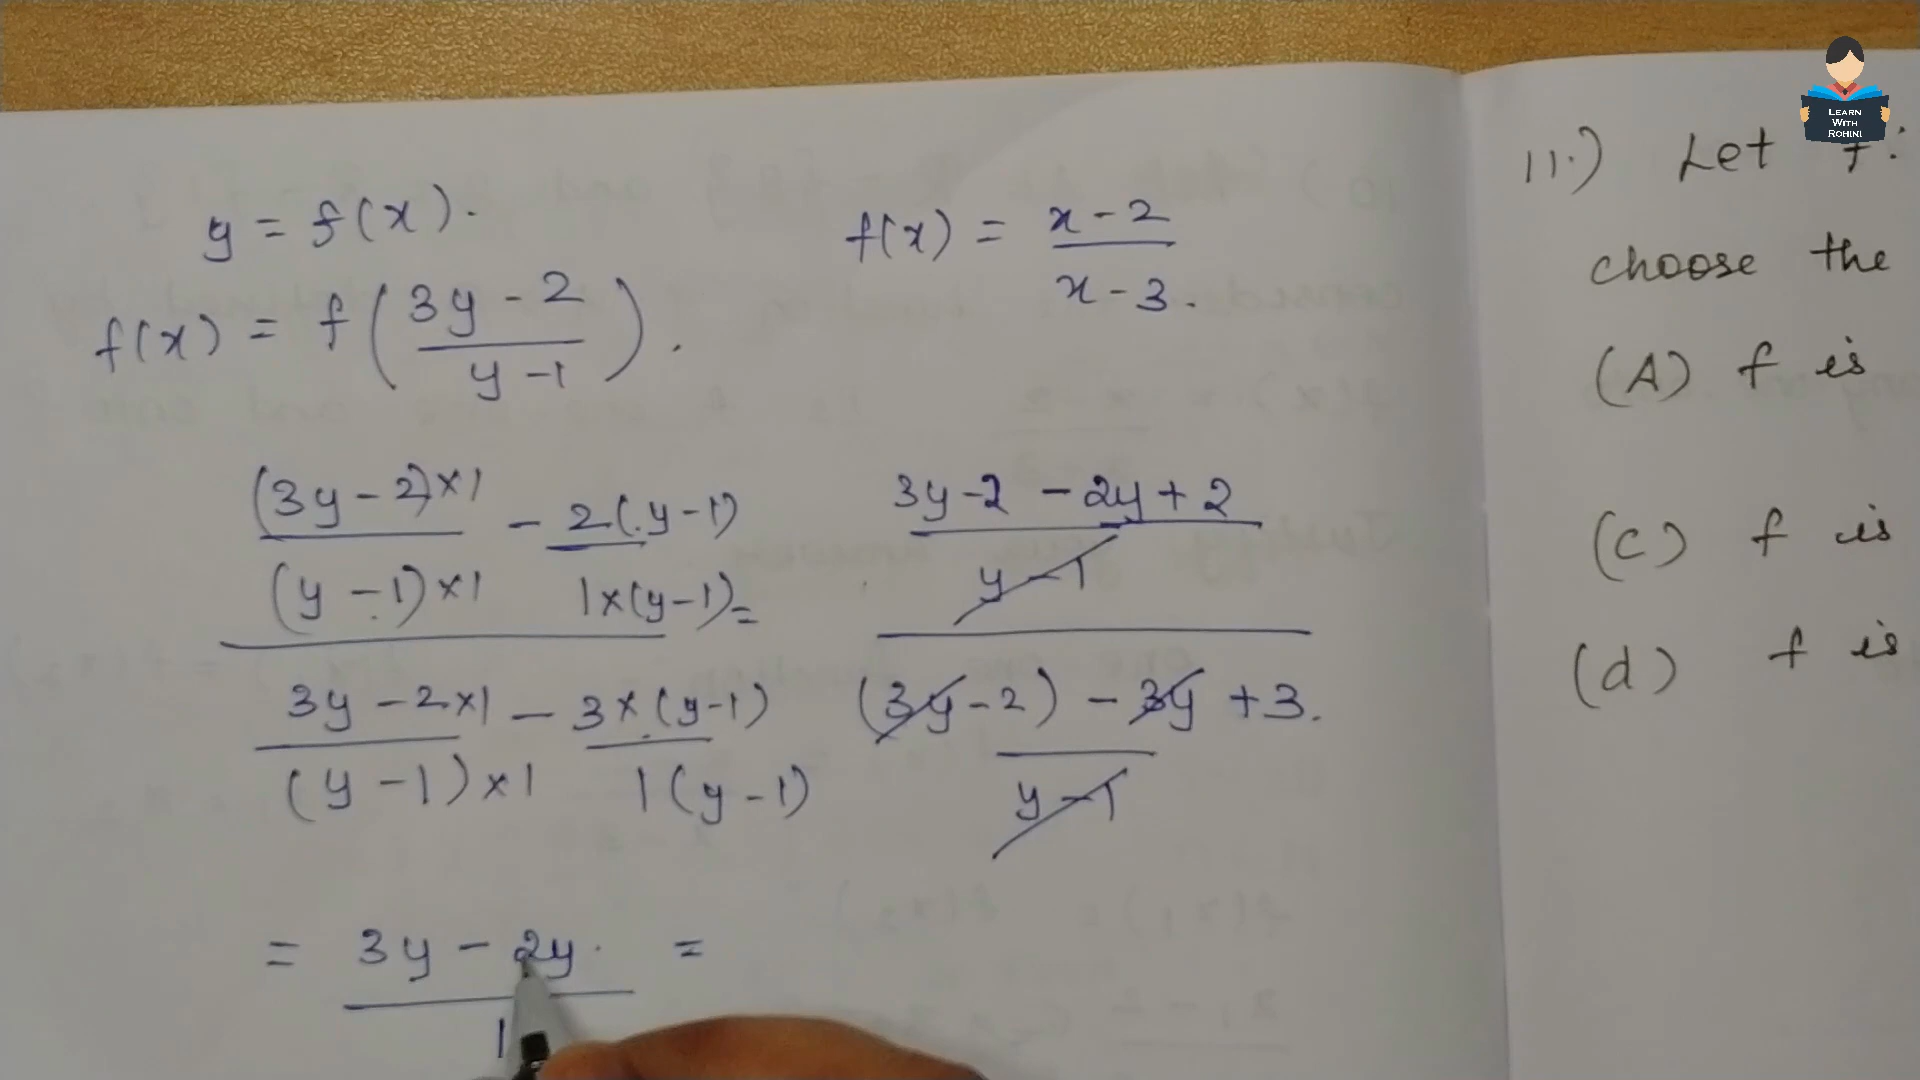 y = f(x).
f(x) = x-2 / x-3.
f(x) = f(3y-2 / y-1).
(3y-2)×1 / (y-1)×1 - 2(y-1) / 1×(y-1) =
3y-2×1 / (y-1)×1 - 3×(y-1) / 1(y-1)
3y-2 -2y+2 / y-1
(3y-2) - 3y +3. / y-1
= 3y - 2y. / 1 =
11.) Let f:
choose the
(A) f is
(C) f is
(d) f is
LEARN
WITH
ROHINI